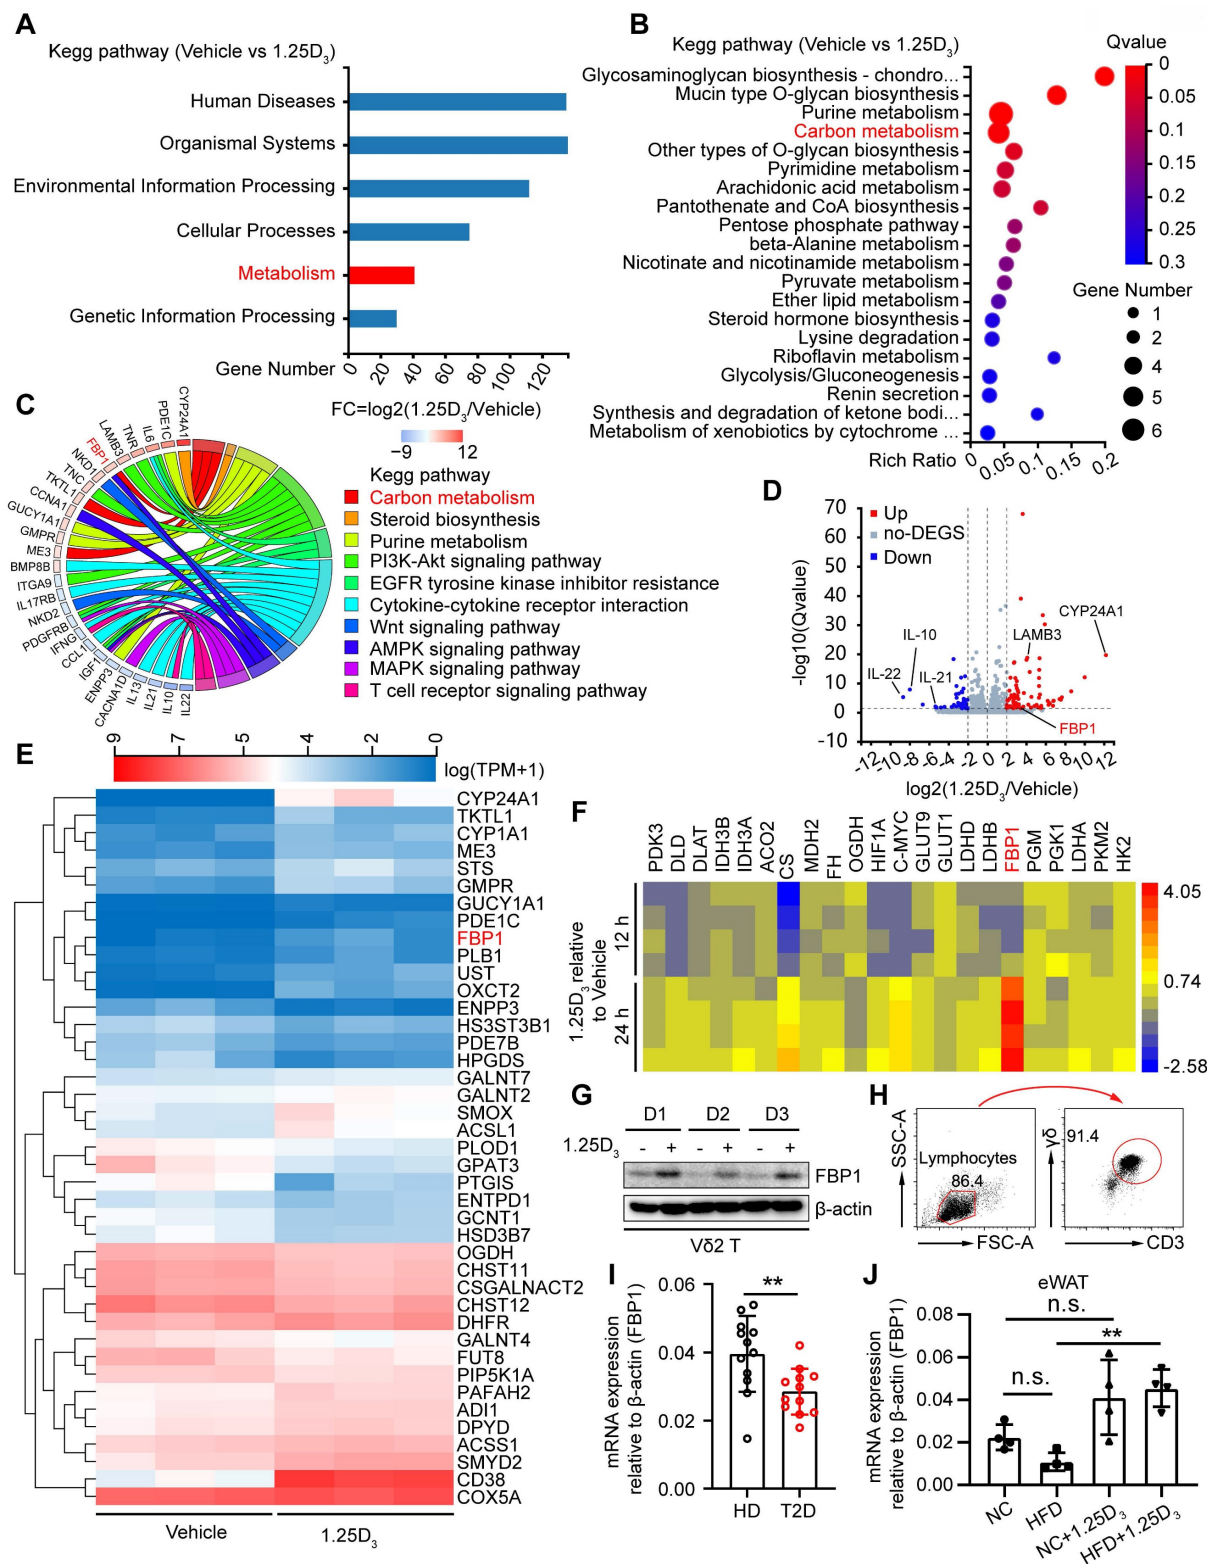 A
Kegg pathway (Vehicle vs 1.25D3)
Human Diseases
Organismal Systems
Environmental Information Processing
Cellular Processes
Metabolism
Genetic Information Processing
Gene Number
0 20 40 60 80 100 120
B
Kegg pathway (Vehicle vs 1.25D3)
Glycosaminoglycan biosynthesis - chondro...
Mucin type O-glycan biosynthesis
Purine metabolism
Carbon metabolism
Other types of O-glycan biosynthesis
Pyrimidine metabolism
Arachidonic acid metabolism
Pantothenate and CoA biosynthesis
Pentose phosphate pathway
beta-Alanine metabolism
Nicotinate and nicotinamide metabolism
Pyruvate metabolism
Ether lipid metabolism
Steroid hormone biosynthesis
Lysine degradation
Riboflavin metabolism
Glycolysis/Gluconeogenesis
Renin secretion
Synthesis and degradation of ketone bodi...
Metabolism of xenobiotics by cytochrome ...
Rich Ratio
0 0.05 0.1 0.15 0.2
Qvalue
0
0.05
0.1
0.15
0.2
0.25
0.3
Gene Number
1
2
4
5
6
C
FC=log2(1.25D3/Vehicle)
-9 12
CYP24A1
PDE1C
IL6
TNR
LAMB3
FBP1
NKD1
TNC
TKTL1
CCNA1
GUCY1A1
GMPR
ME3
BMP8B
ITGA9
IL17RB
NKD2
PDGFRB
IFNG
CCL1
IGF1
ENPP3
CACNA1D
IL13
IL21
IL10
IL22
Kegg pathway
Carbon metabolism
Steroid biosynthesis
Purine metabolism
PI3K-Akt signaling pathway
EGFR tyrosine kinase inhibitor resistance
Cytokine-cytokine receptor interaction
Wnt signaling pathway
AMPK signaling pathway
MAPK signaling pathway
T cell receptor signaling pathway
D
-log10(Qvalue)
70
60
50
40
30
20
10
0
-10
Up
no-DEGS
Down
CYP24A1
LAMB3
IL-10
IL-22
IL-21
FBP1
-12 -10 -8 -6 -4 -2 0 2 4 6 8 10 12
log2(1.25D3/Vehicle)
E
9 7 5 4 2 0
log(TPM+1)
CYP24A1
TKTL1
CYP1A1
ME3
STS
GMPR
GUCY1A1
PDE1C
FBP1
PLB1
UST
OXCT2
ENPP3
HS3ST3B1
PDE7B
HPGDS
GALNT7
GALNT2
SMOX
ACSL1
PLOD1
GPAT3
PTGIS
ENTPD1
GCNT1
HSD3B7
OGDH
CHST11
CSGALNACT2
CHST12
DHFR
GALNT4
FUT8
PIP5K1A
PAFAH2
ADI1
DPYD
ACSS1
SMYD2
CD38
COX5A
Vehicle 1.25D3
F
PDK3 DLD DLAT IDH3B IDH3A ACO2 CS MDH2 FH OGDH HIF1A C-MYC GLUT9 GLUT1 LDHD LDHB FBP1 PGM PGK1 LDHA PKM2 HK2
1.25D3 relative
to Vehicle
12 h
24 h
4.05
0.74
-2.58
G
D1 D2 D3
1.25D3 - + - + - +
FBP1
β-actin
Vδ2 T
H
SSC-A
Lymphocytes
86.4
FSC-A
γδ
91.4
CD3
I
mRNA expression
relative to β-actin (FBP1)
0.06
0.04
0.02
0.00
**
HD T2D
J
eWAT
mRNA expression
relative to β-actin (FBP1)
0.08
0.06
0.04
0.02
0.00
n.s.
**
n.s.
NC HFD NC+1.25D3 HFD+1.25D3